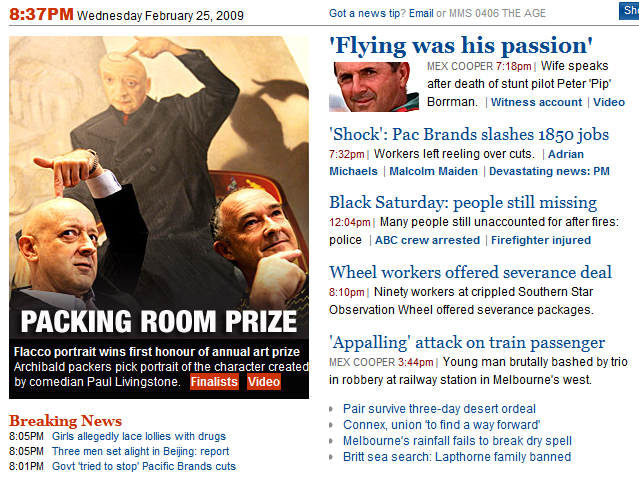 8:37PM Wednesday February 25, 2009
Got a news tip? Email or MMS 0406 THE AGE
PACKING ROOM PRIZE
Flacco portrait wins first honour of annual art prize
Archibald packers pick portrait of the character created
by comedian Paul Livingstone. Finalists Video
Breaking News
8:05PM Girls allegedly lace lollies with drugs
8:05PM Three men set alight in Beijing: report
8:01PM Govt 'tried to stop' Pacific Brands cuts
'Flying was his passion'
MEX COOPER 7:18pm | Wife speaks
after death of stunt pilot Peter 'Pip'
Borrman. | Witness account | Video
'Shock': Pac Brands slashes 1850 jobs
7:32pm | Workers left reeling over cuts. | Adrian
Michaels | Malcolm Maiden | Devastating news: PM
Black Saturday: people still missing
12:04pm | Many people still unaccounted for after fires:
police | ABC crew arrested | Firefighter injured
Wheel workers offered severance deal
8:10pm | Ninety workers at crippled Southern Star
Observation Wheel offered severance packages.
'Appalling' attack on train passenger
MEX COOPER 3:44pm | Young man brutally bashed by trio
in robbery at railway station in Melbourne's west.
Pair survive three-day desert ordeal
Connex, union 'to find a way forward'
Melbourne's rainfall fails to break dry spell
Britt sea search: Lapthorne family banned